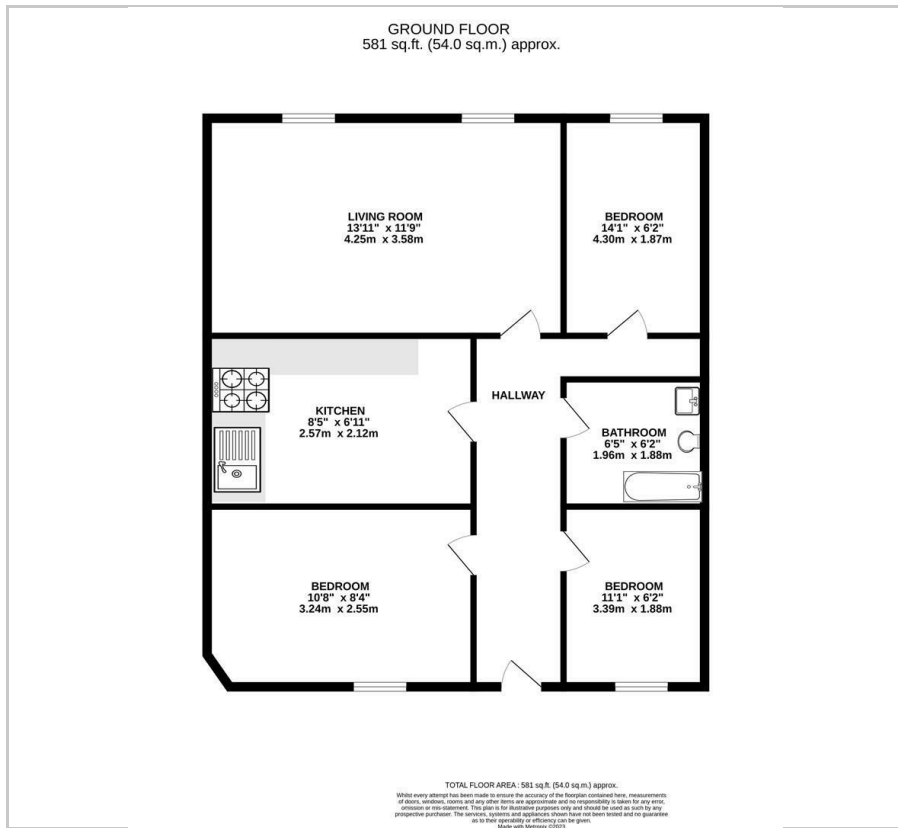 GROUND FLOOR
581 sq.ft. (54.0 sq.m.) approx.
LIVING ROOM
13'11" x 11'9"
4.25m x 3.58m
BEDROOM
14'1" x 6'2"
4.30m x 1.87m
KITCHEN
8'5" x 6'11"
2.57m x 2.12m
HALLWAY
BATHROOM
6'5" x 6'2"
1.96m x 1.88m
BEDROOM
10'8" x 8'4"
3.24m x 2.55m
BEDROOM
11'1" x 6'2"
3.39m x 1.88m
TOTAL FLOOR AREA : 581 sq.ft. (54.0 sq.m.) approx.
Whilst every attempt has been made to ensure the accuracy of the floorplan contained here, measurements
of doors, windows, rooms and any other items are approximate and no responsibility is taken for any error,
omission or mis-statement. This plan is for illustrative purposes only and should be used as such by any
prospective purchaser. The services, systems and appliances shown have not been tested and no guarantee
as to their operability or efficiency can be given.
Made with Metropix ©2023